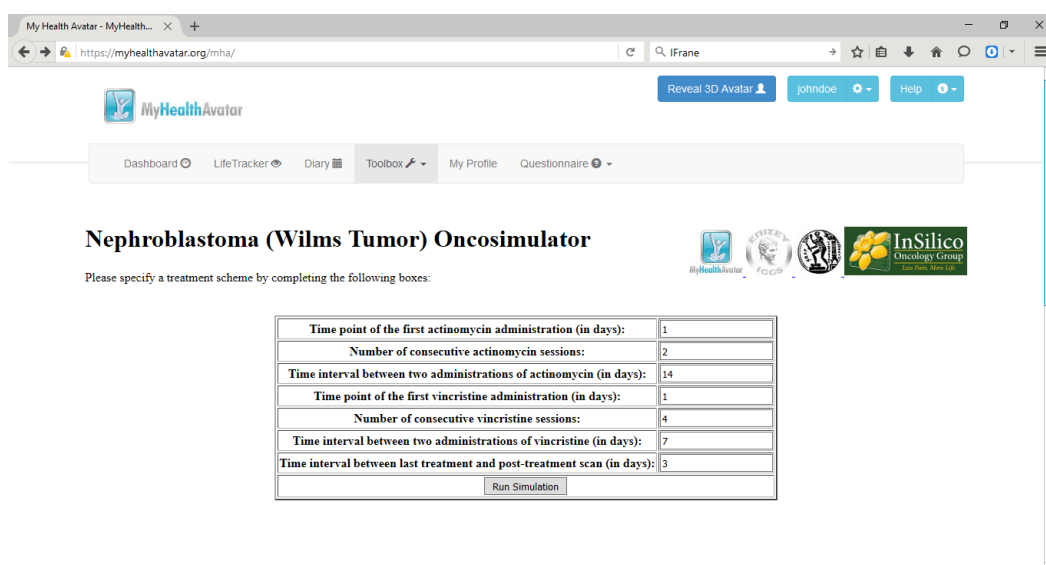 My Health Avatar - MyHealth...
https://myhealthavatar.org/mha/
IFrane
MyHealthAvatar
Reveal 3D Avatar
johndoe
Help
Dashboard
LifeTracker
Diary
Toolbox
My Profile
Questionnaire
Nephroblastoma (Wilms Tumor) Oncosimulator
MyHealthAvatar
ICCS
InSilico
Oncology Group
Less Pain, More Life
Please specify a treatment scheme by completing the following boxes:
Time point of the first actinomycin administration (in days): 1
Number of consecutive actinomycin sessions: 2
Time interval between two administrations of actinomycin (in days): 14
Time point of the first vincristine administration (in days): 1
Number of consecutive vincristine sessions: 4
Time interval between two administrations of vincristine (in days): 7
Time interval between last treatment and post-treatment scan (in days): 3
Run Simulation